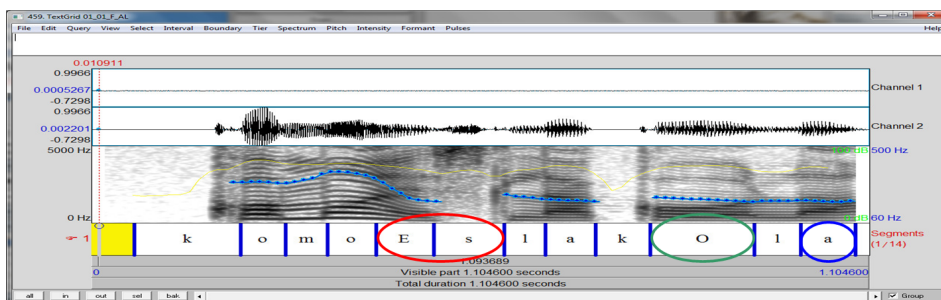 459. TextGrid 01_01_F_AL
File Edit Query View Select Interval Boundary Tier Spectrum Pitch Intensity Formant Pulses Help
0.010911
0.9966
0.0005267
-0.7298
0.9966
0.002201
-0.7298
Channel 1
Channel 2
5000 Hz
0 Hz
500 Hz
60 Hz
1 k o m o E s l a k O l a Segments
(1/14)
1.093689
0 Visible part 1.104600 seconds 1.104600
Total duration 1.104600 seconds
all in out sel bak Group